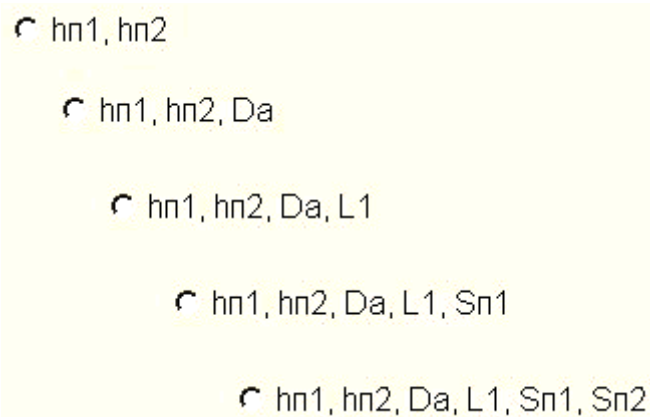 hп1, hп2
hп1, hп2, Da
hп1, hп2, Da, L1
hп1, hп2, Da, L1, Sп1
hп1, hп2, Da, L1, Sп1, Sп2